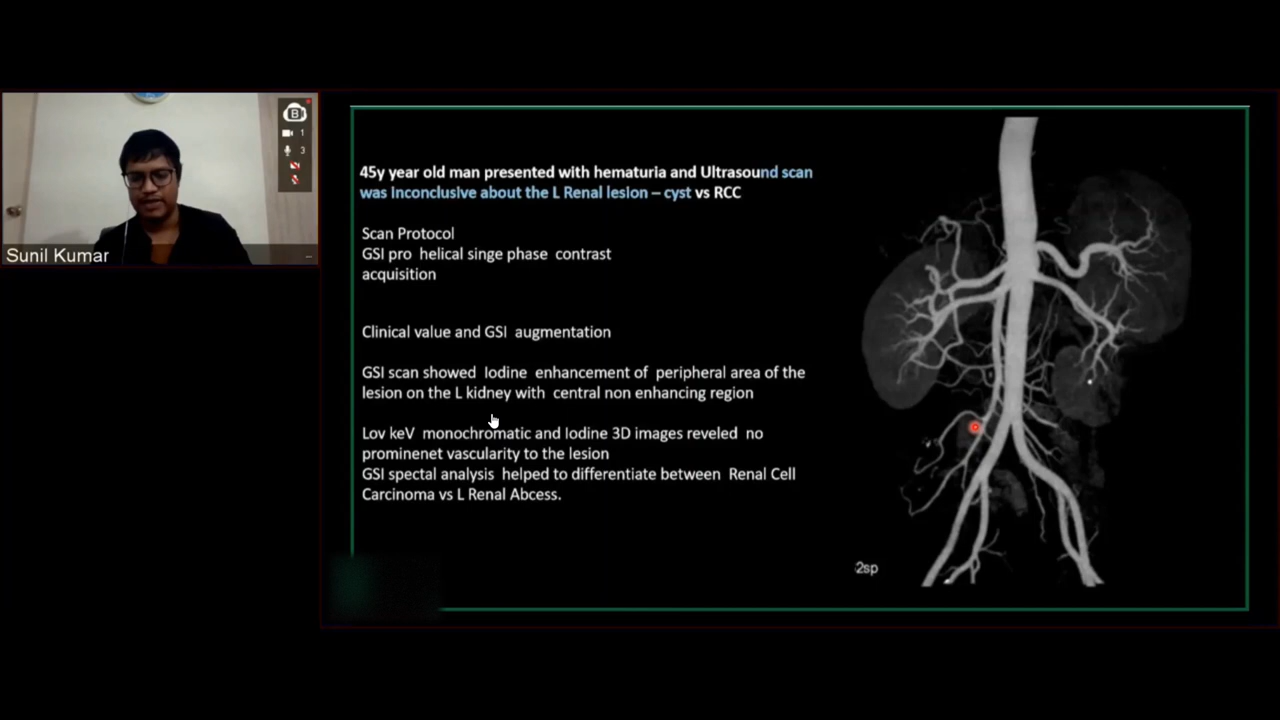 B
1
3
Sunil Kumar
45y year old man presented with hematuria and Ultrasound scan
was Inconclusive about the L Renal lesion – cyst vs RCC
Scan Protocol
GSI pro helical singe phase contrast
acquisition
Clinical value and GSI augmentation
GSI scan showed Iodine enhancement of peripheral area of the
lesion on the L kidney with central non enhancing region
Lov keV monochromatic and Iodine 3D images reveled no
prominenet vascularity to the lesion
GSI spectal analysis helped to differentiate between Renal Cell
Carcinoma vs L Renal Abcess.
2sp